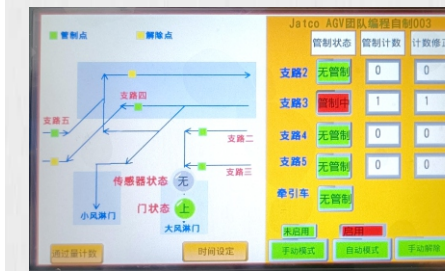 Jatco AGV团队编程自制003
管制点
解除点
管制状态
管制计数
计数修正
支路2
无管制
0
0
支路3
管制中
1
1
支路4
无管制
0
0
支路5
无管制
0
0
牵引车
无管制
支路四
支路五
支路二
支路三
传感器状态
无
门状态
上
小风淋门
大风淋门
通过量计数
时间设定
未启用
启用
手动模式
自动模式
手动解除